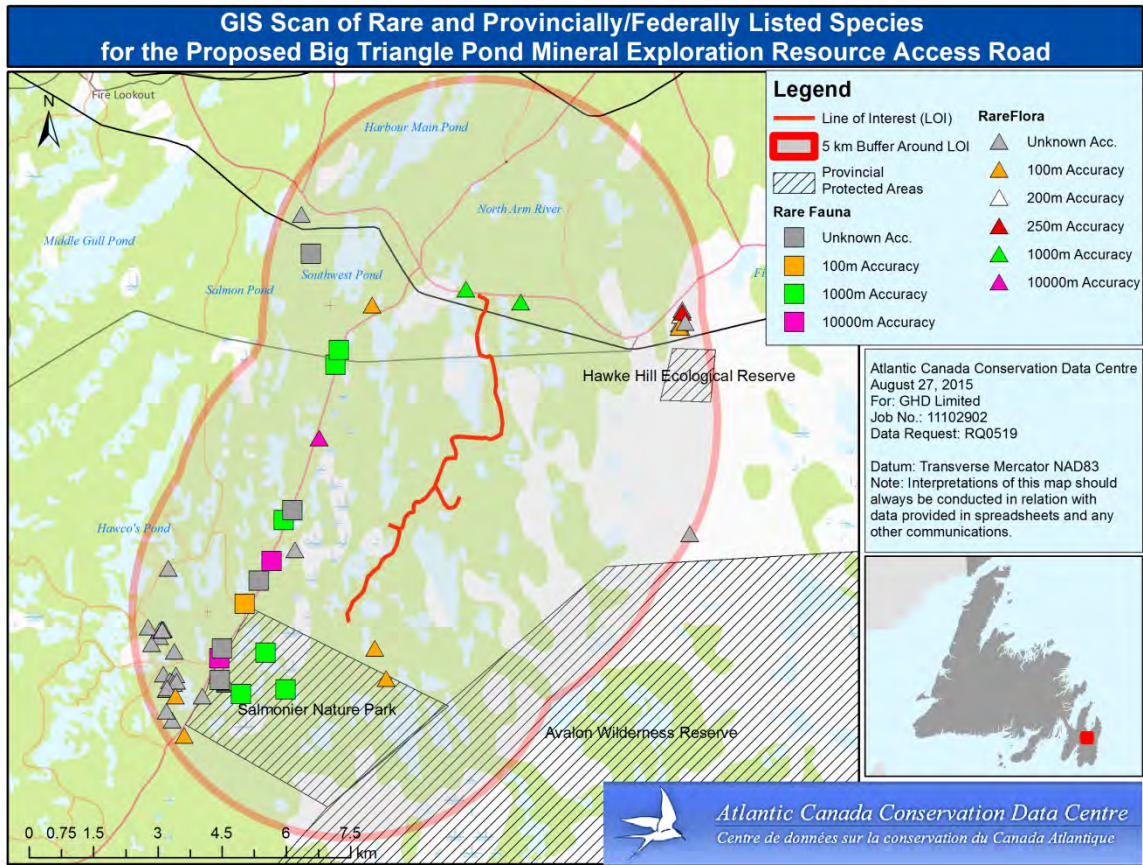 GIS Scan of Rare and Provincially/Federally Listed Species
for the Proposed Big Triangle Pond Mineral Exploration Resource Access Road
Fire Lookout
N
Harbour Main Pond
North Arm River
Middle Gull Pond
Southwest Pond
Salmon Pond
Fi
Hawke Hill Ecological Reserve
Hawco's Pond
Salmonier Nature Park
Avalon Wilderness Reserve
0 0.75 1.5 3 4.5 6 7.5
km
Legend
Line of Interest (LOI)
5 km Buffer Around LOI
Provincial
Protected Areas
Rare Fauna
Unknown Acc.
100m Accuracy
1000m Accuracy
10000m Accuracy
RareFlora
Unknown Acc.
100m Accuracy
200m Accuracy
250m Accuracy
1000m Accuracy
10000m Accuracy
Atlantic Canada Conservation Data Centre
August 27, 2015
For: GHD Limited
Job No.: 11102902
Data Request: RQ0519
Datum: Transverse Mercator NAD83
Note: Interpretations of this map should
always be conducted in relation with
data provided in spreadsheets and any
other communications.
Atlantic Canada Conservation Data Centre
Centre de données sur la conservation du Canada Atlantique